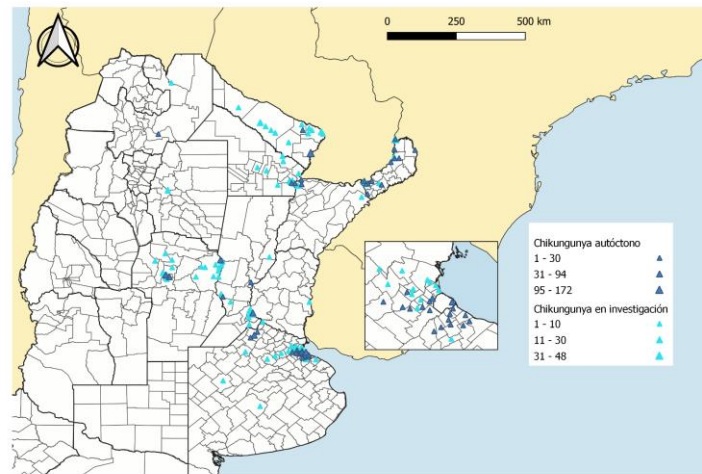 0 250 500 km
Chikungunya autóctono
1 - 30
31 - 94
95 - 172
Chikungunya en investigación
1 - 10
11 - 30
31 - 48